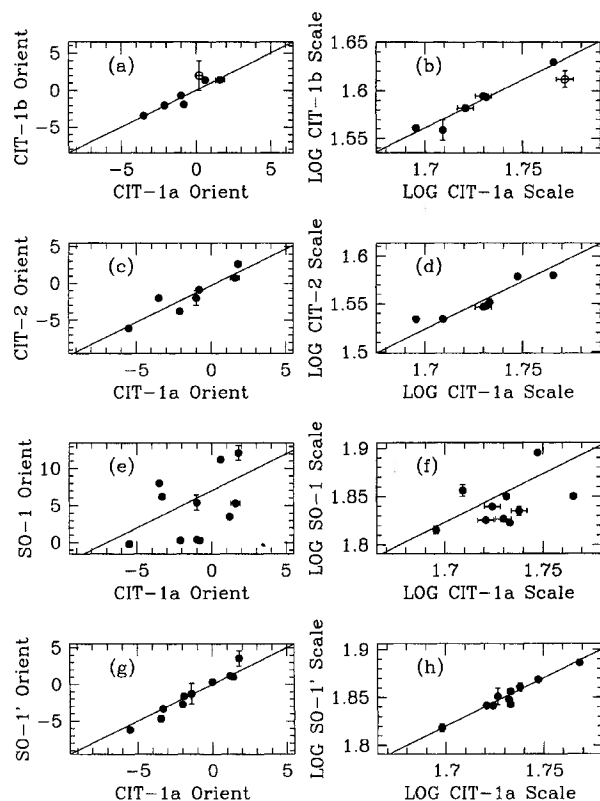 CIT-1b Orient
5
0
−5
(a)
−5
0
5
CIT-1a Orient
LOG CIT-1b Scale
1.65
1.6
1.55
(b)
1.7
1.75
LOG CIT-1a Scale
CIT-2 Orient
5
0
−5
(c)
−5
0
5
CIT-1a Orient
LOG CIT-2 Scale
1.6
1.55
1.5
(d)
1.7
1.75
LOG CIT-1a Scale
SO-1 Orient
10
5
0
(e)
−5
0
5
CIT-1a Orient
LOG SO-1 Scale
1.9
1.85
1.8
(f)
1.7
1.75
LOG CIT-1a Scale
SO-1' Orient
5
0
−5
(g)
−5
0
5
CIT-1a Orient
LOG SO-1' Scale
1.9
1.85
1.8
(h)
1.7
1.75
LOG CIT-1a Scale